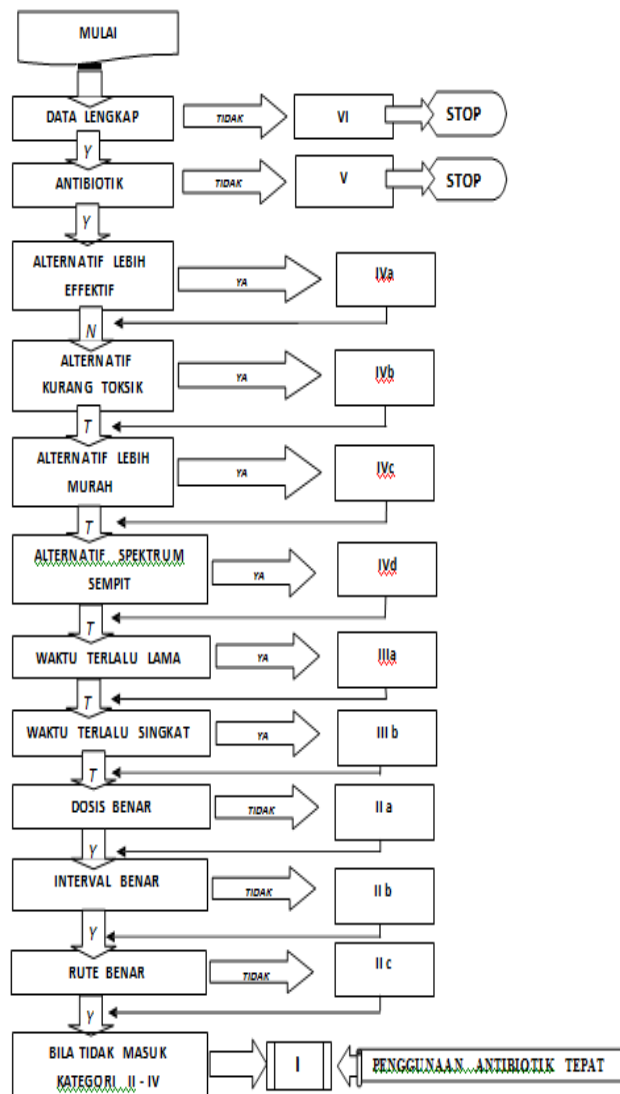 MULAI
DATA LENGKAP
TIDAK
VI
STOP
Y
ANTIBIOTIK
TIDAK
V
STOP
Y
ALTERNATIF LEBIH
EFFEKTIF
YA
IVa
N
ALTERNATIF
KURANG TOKSIK
YA
IVb
T
ALTERNATIF LEBIH
MURAH
YA
IVc
T
ALTERNATIF SPEKTRUM
SEMPIT
YA
IVd
T
WAKTU TERLALU LAMA
YA
IIIa
T
WAKTU TERLALU SINGKAT
YA
III b
T
DOSIS BENAR
TIDAK
II a
Y
INTERVAL BENAR
TIDAK
II b
Y
RUTE BENAR
TIDAK
II c
Y
BILA TIDAK MASUK
KATEGORI II - IV
I
PENGGUNAAN ANTIBIOTIK TEPAT